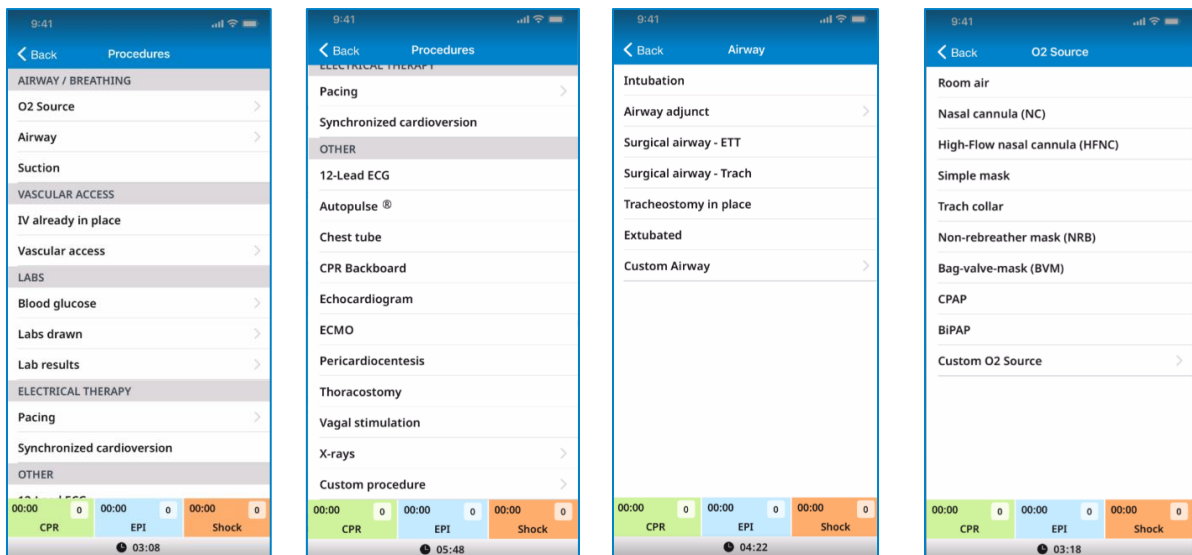 9:41
Back Procedures
AIRWAY / BREATHING
O2 Source
Airway
Suction
VASCULAR ACCESS
IV already in place
Vascular access
LABS
Blood glucose
Labs drawn
Lab results
ELECTRICAL THERAPY
Pacing
Synchronized cardioversion
OTHER
12-Lead ECG
00:00 0 00:00 0 00:00 0
CPR EPI Shock
03:08
9:41
Back Procedures
ELECTRICAL THERAPY
Pacing
Synchronized cardioversion
OTHER
12-Lead ECG
Autopulse ®
Chest tube
CPR Backboard
Echocardiogram
ECMO
Pericardiocentesis
Thoracostomy
Vagal stimulation
X-rays
Custom procedure
00:00 0 00:00 0 00:00 0
CPR EPI Shock
05:48
9:41
Back Airway
Intubation
Airway adjunct
Surgical airway - ETT
Surgical airway - Trach
Tracheostomy in place
Extubated
Custom Airway
00:00 0 00:00 0 00:00 0
CPR EPI Shock
04:22
9:41
Back O2 Source
Room air
Nasal cannula (NC)
High-Flow nasal cannula (HFNC)
Simple mask
Trach collar
Non-rebreather mask (NRB)
Bag-valve-mask (BVM)
CPAP
BiPAP
Custom O2 Source
00:00 0 00:00 0 00:00 0
CPR EPI Shock
03:18